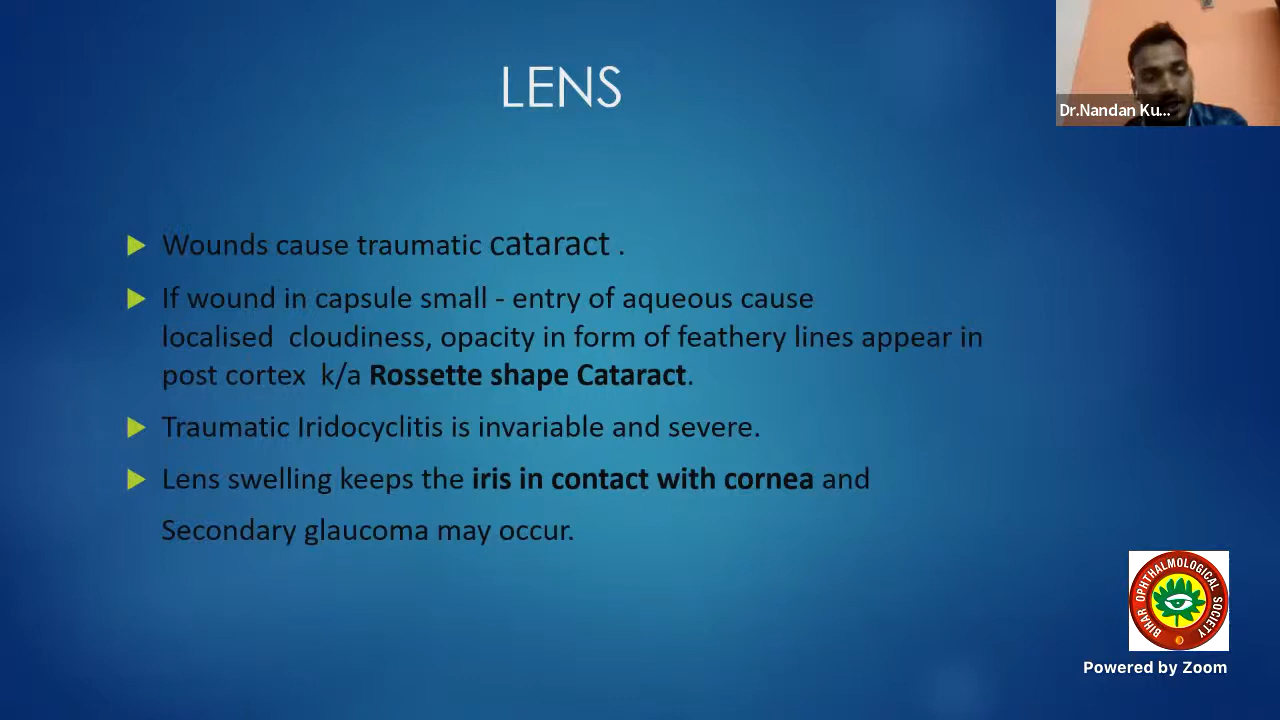 LENS
Dr.Nandan Ku...
Wounds cause traumatic cataract .
If wound in capsule small - entry of aqueous cause
localised  cloudiness, opacity in form of feathery lines appear in
post cortex  k/a Rossette shape Cataract.
Traumatic Iridocyclitis is invariable and severe.
Lens swelling keeps the iris in contact with cornea and
Secondary glaucoma may occur.
BIHAR OPHTHALMOLOGICAL SOCIETY
Powered by Zoom